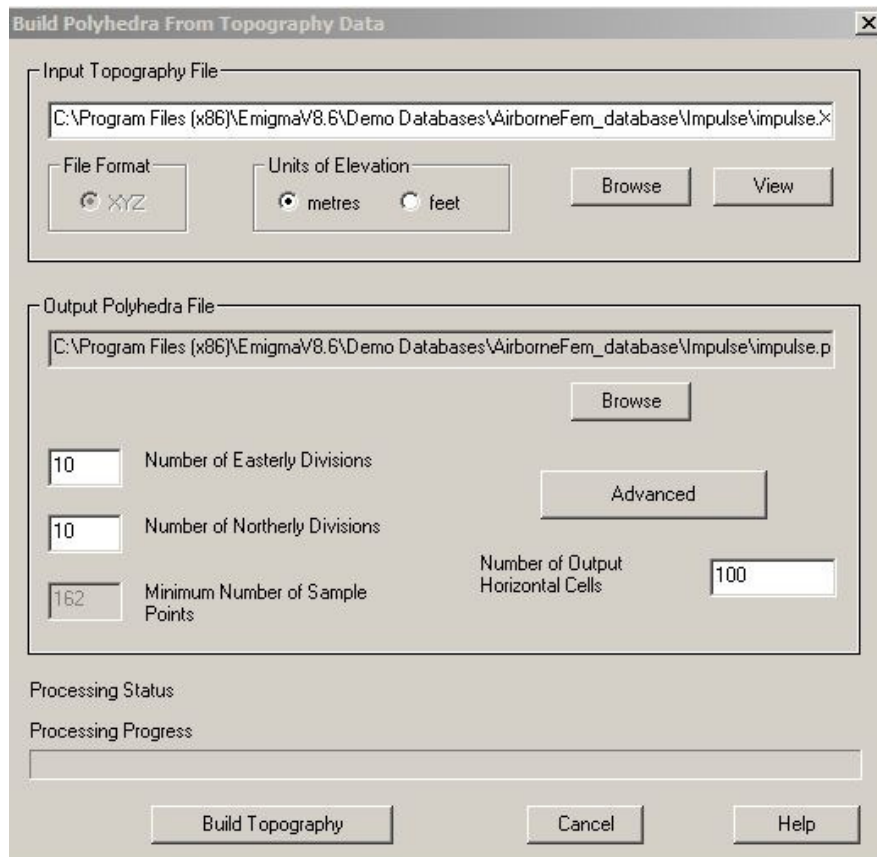 Build Polyhedra From Topography Data
Input Topography File
C:\Program Files (x86)\EmigmaV8.6\Demo Databases\AirborneFem_database\Impulse\impulse.X
File Format
XYZ
Units of Elevation
metres
feet
Browse
View
Output Polyhedra File
C:\Program Files (x86)\EmigmaV8.6\Demo Databases\AirborneFem_database\Impulse\impulse.p
Browse
10
Number of Easterly Divisions
Advanced
10
Number of Northerly Divisions
Number of Output
Horizontal Cells
100
162
Minimum Number of Sample
Points
Processing Status
Processing Progress
Build Topography
Cancel
Help